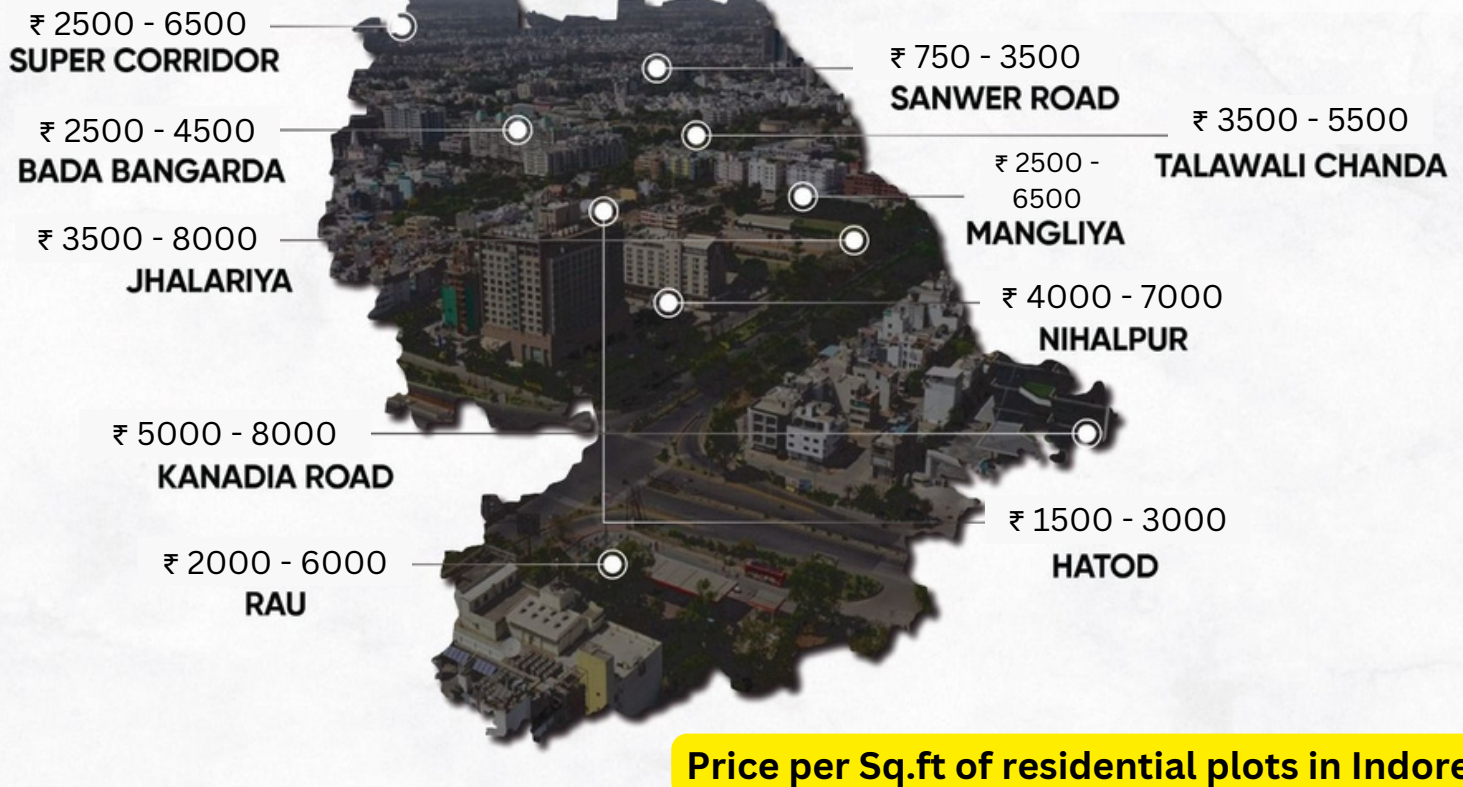 ₹ 2500 - 6500
SUPER CORRIDOR
₹ 750 - 3500
SANWER ROAD
₹ 2500 - 4500
BADA BANGARDA
₹ 3500 - 5500
TALAWALI CHANDA
₹ 2500 -
6500
MANGLIYA
₹ 3500 - 8000
JHALARIYA
₹ 4000 - 7000
NIHALPUR
₹ 5000 - 8000
KANADIA ROAD
₹ 1500 - 3000
HATOD
₹ 2000 - 6000
RAU
Price per Sq.ft of residential plots in Indore